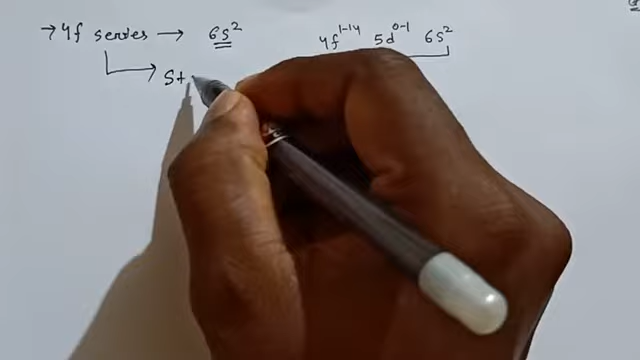 → 4f series → 6s² 4f¹⁻¹⁴ 5d⁰⁻¹ 6s²
→ St